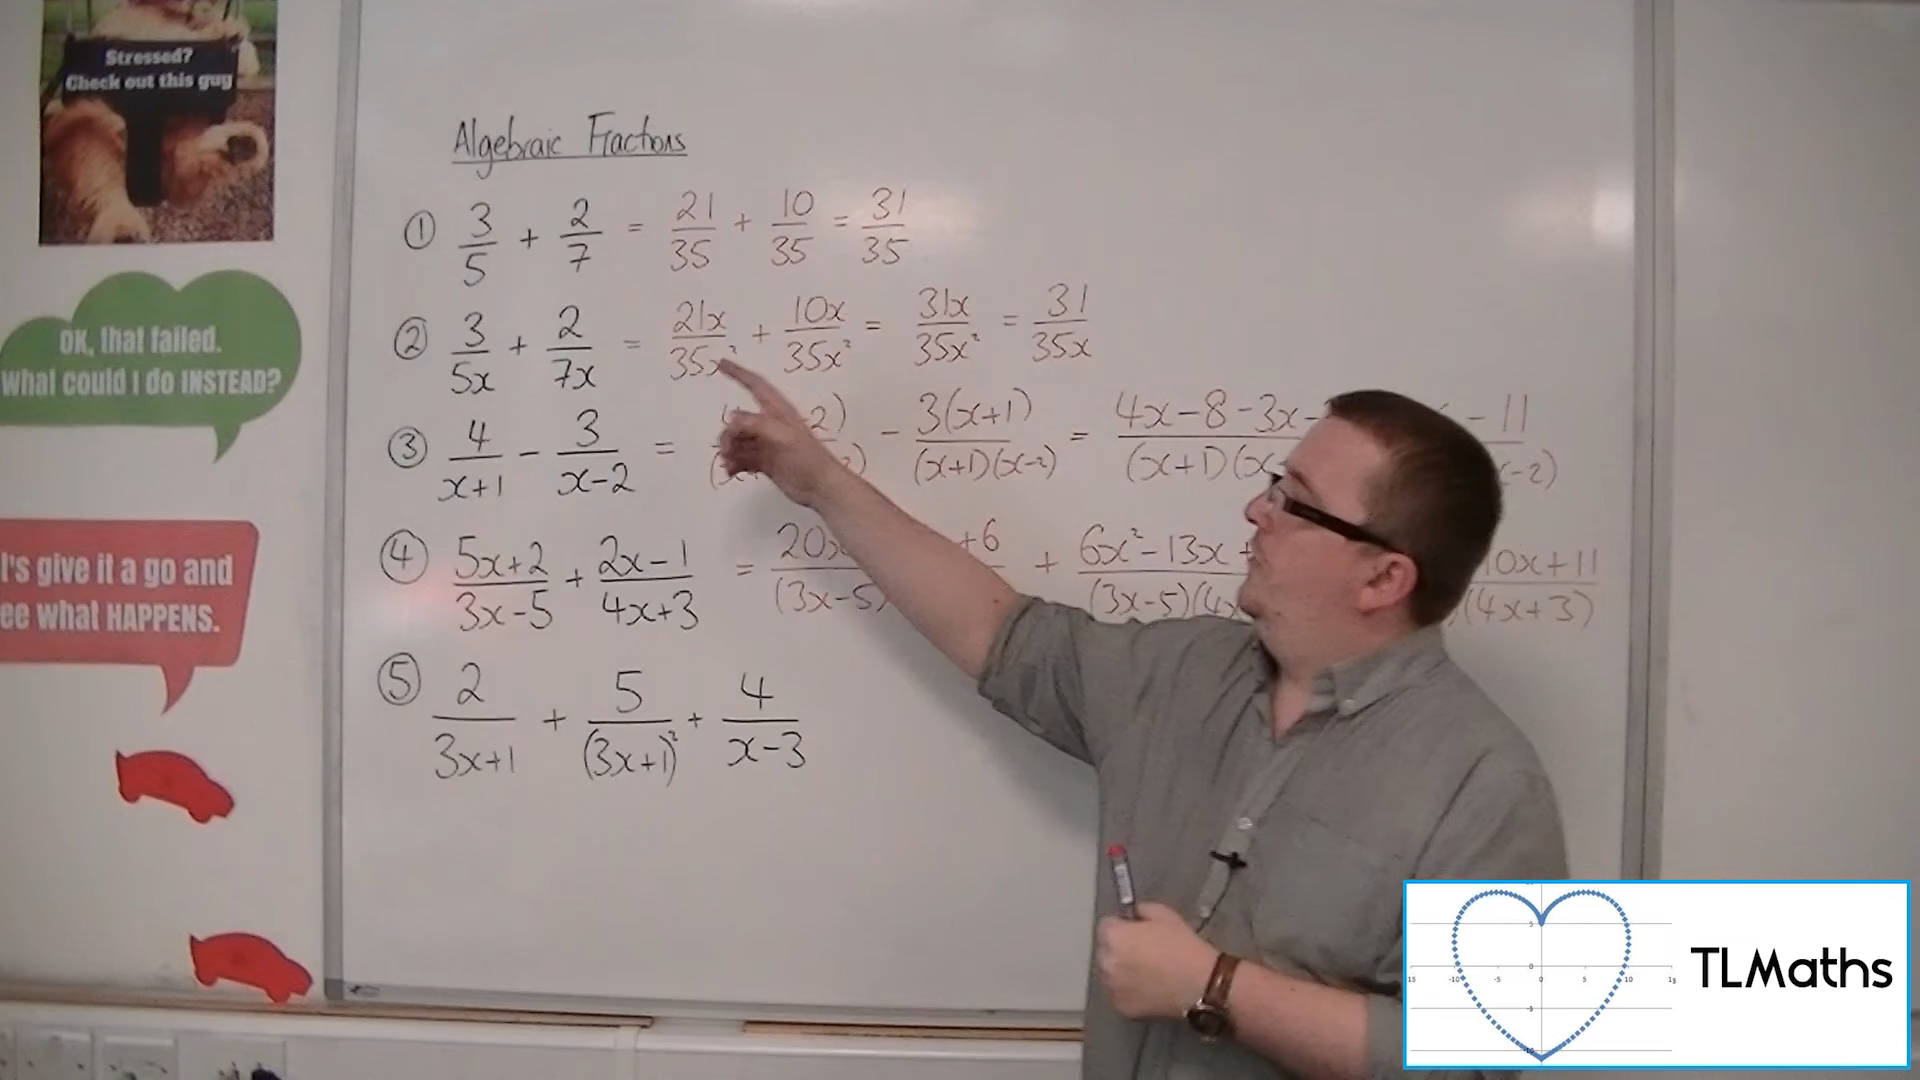 Stressed?
Check out this guy
OK, that failed.
What could I do INSTEAD?
give it a go and
what HAPPENS.
Algebraic Fractions
① 3/5 + 2/7 = 21/35 + 10/35 = 31/35
② 3/5x + 2/7x = 21x/35x² + 10x/35x² = 31x/35x² = 31/35x
③ 4/(x+1) - 3/(x-2) = - 3(x+1)/(x+1)(x-2) = 4x-8-3x- /(x+1)(x -11
④ (5x+2)/(3x-5) + (2x-1)/(4x+3) = 20x +6/(3x-5) + 6x²-13x+ /(3x-5)(4x 10x+11/(4x+3)
⑤ 2/(3x+1) + 5/(3x+1)² + 4/(x-3)
TLMaths